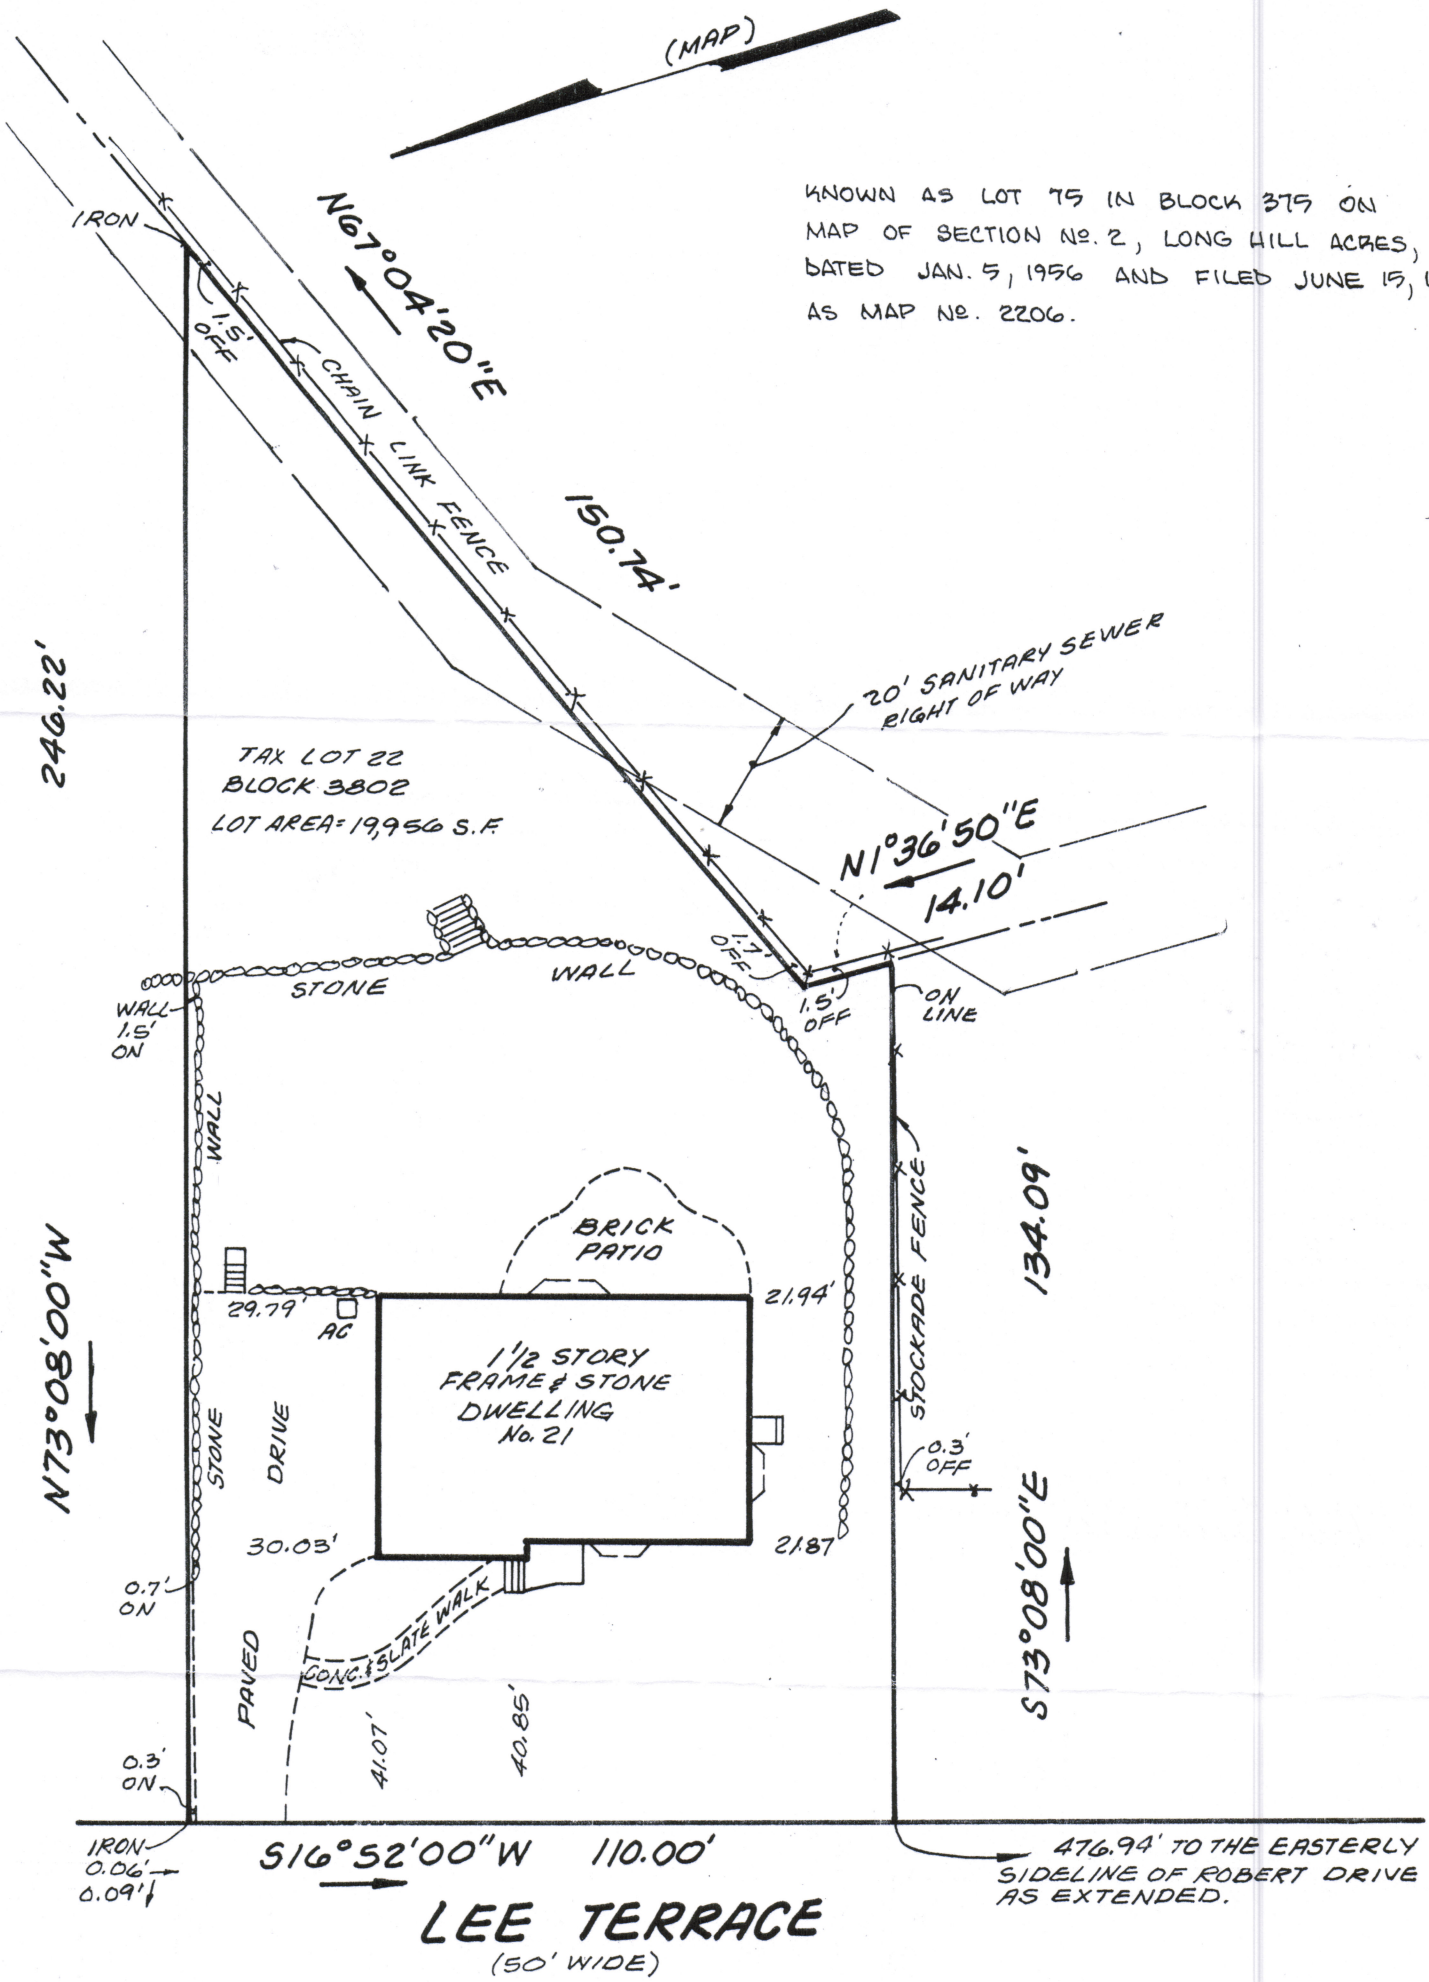 (MAP)
KNOWN AS LOT 75 IN BLOCK 375 ON
MAP OF SECTION No. 2, LONG HILL ACRES,
DATED JAN. 5, 1956 AND FILED JUNE 15, 1
AS MAP No. 2206.
IRON
N67°04'20"E
1.5'
OFF
CHAIN LINK FENCE
150.74'
20' SANITARY SEWER
RIGHT OF WAY
246.22'
TAX LOT 22
BLOCK 3802
LOT AREA = 19,956 S.F.
N1°36'50"E
14.10'
1.7'
OFF
1.5'
OFF
ON
LINE
STONE WALL
WALL
1.5'
ON
WALL
STONE
134.09'
STOCKADE FENCE
BRICK
PATIO
29.79'
AC
21.94'
1 1/2 STORY
FRAME & STONE
DWELLING
No. 21
N73°08'00"W
DRIVE
PAVED
0.3'
OFF
30.03'
21.87
0.7'
ON
CONC. & SLATE WALK
S73°08'00"E
41.07'
40.85'
0.3'
ON
IRON
0.06'
0.09'
S16°52'00"W 110.00'
476.94' TO THE EASTERLY
SIDELINE OF ROBERT DRIVE
AS EXTENDED.
LEE TERRACE
(50' WIDE)